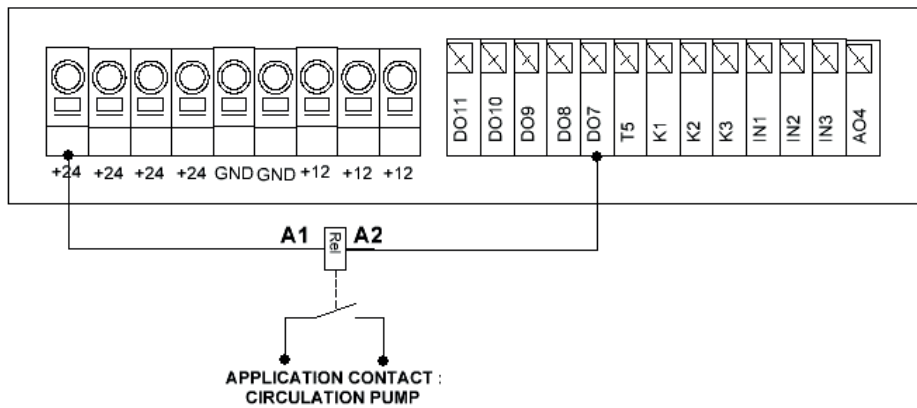 DO11 DO10 DO9 DO8 DO7 T5 K1 K2 K3 IN1 IN2 IN3 AO4
+24 +24 +24 +24 GND GND +12 +12 +12
A1 Rel A2
APPLICATION CONTACT :
CIRCULATION PUMP